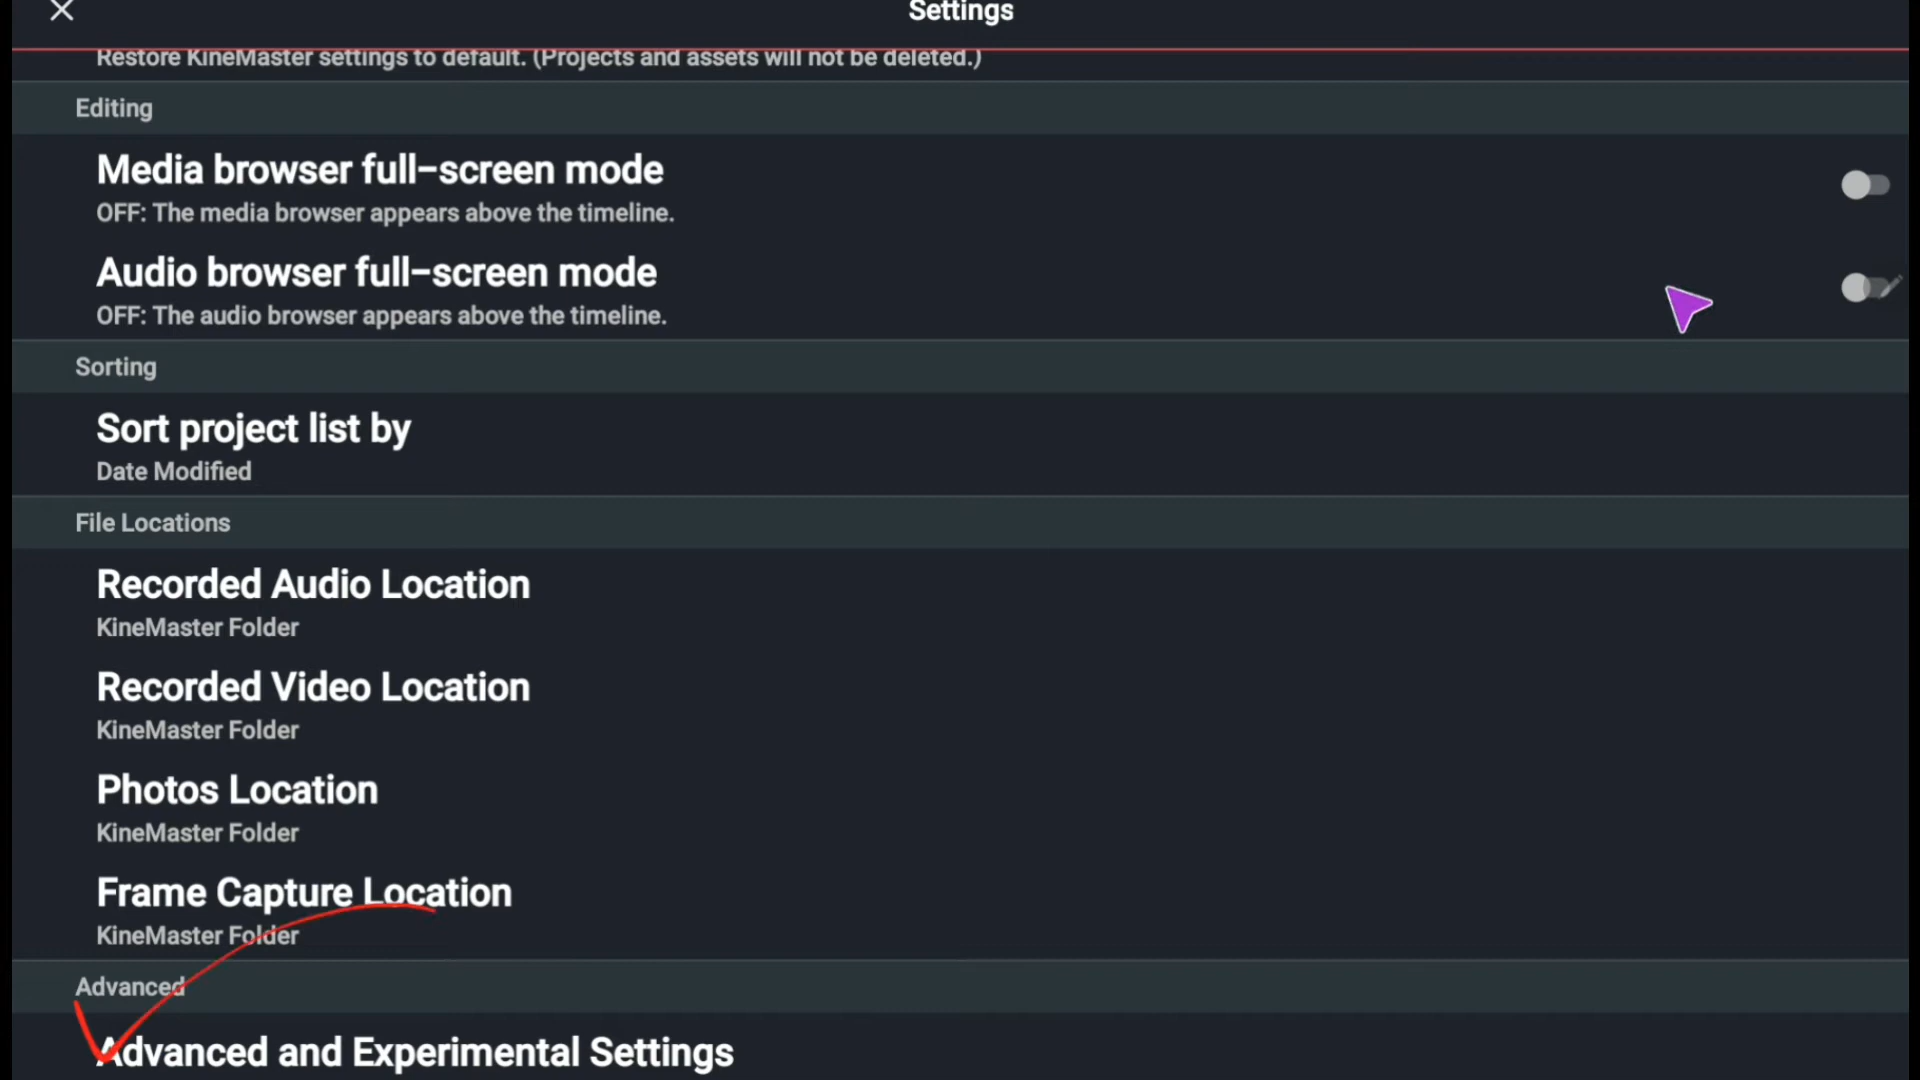 Settings
Restore KineMaster settings to default. (Projects and assets will not be deleted.)
Editing
Media browser full-screen mode
OFF: The media browser appears above the timeline.
Audio browser full-screen mode
OFF: The audio browser appears above the timeline.
Sorting
Sort project list by
Date Modified
File Locations
Recorded Audio Location
KineMaster Folder
Recorded Video Location
KineMaster Folder
Photos Location
KineMaster Folder
Frame Capture Location
KineMaster Folder
Advanced
Advanced and Experimental Settings